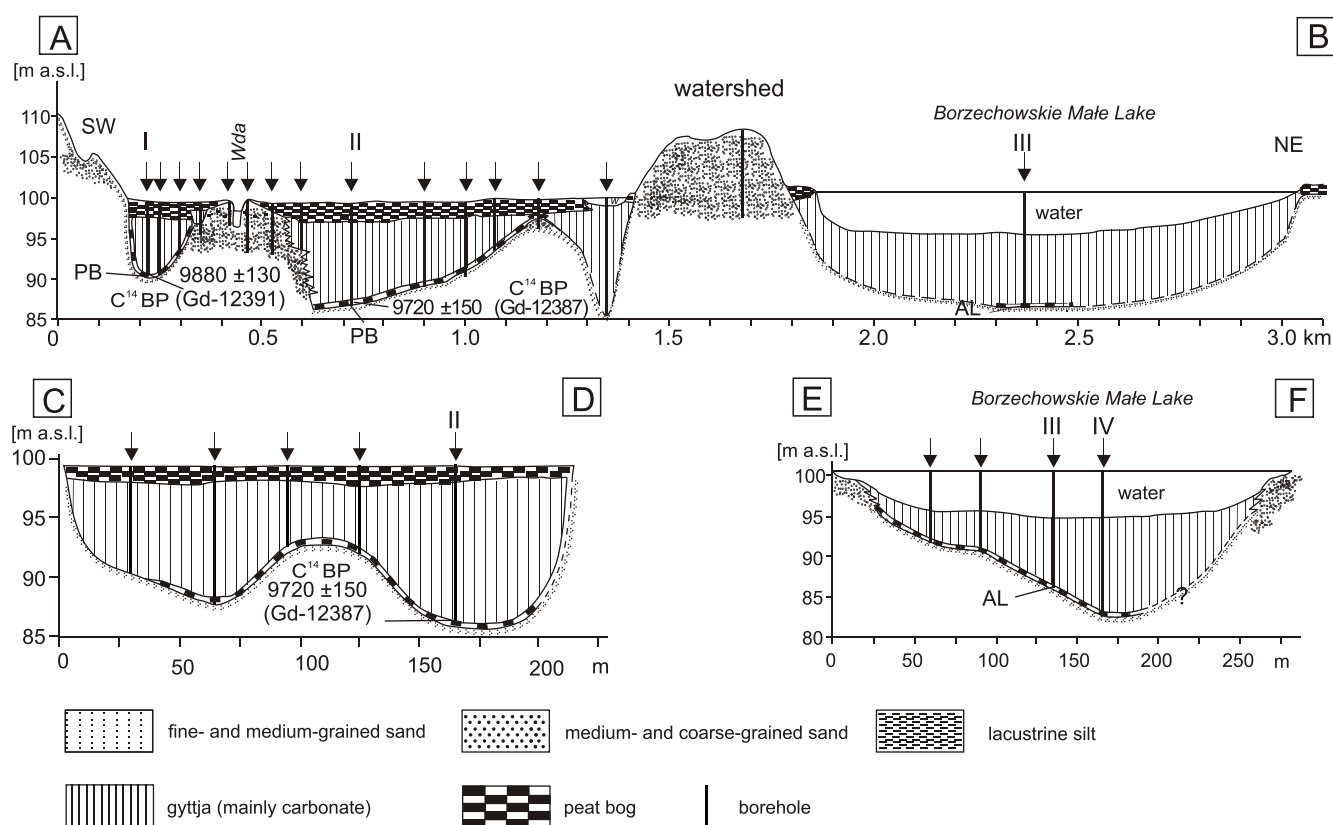 A
B
[m a.s.l.]
watershed
110
SW
I
Wda
II
Borzechowskie Małe Lake
III
NE
105
100
water
95
PB
9880 ±130
90
C¹⁴ BP
(Gd-12391)
C¹⁴ BP
9720 ±150
(Gd-12387)
AL
85
PB
0
0.5
1.0
1.5
2.0
2.5
3.0 km
C
D
E
F
[m a.s.l.]
II
Borzechowskie Małe Lake
III
IV
[m a.s.l.]
100
95
90
85
C¹⁴ BP
9720 ±150
(Gd-12387)
0
50
100
150
200
m
100
water
95
90
85
AL
?
80
0
50
100
150
200
250
m
fine- and medium-grained sand
medium- and coarse-grained sand
lacustrine silt
gyttja (mainly carbonate)
peat bog
borehole